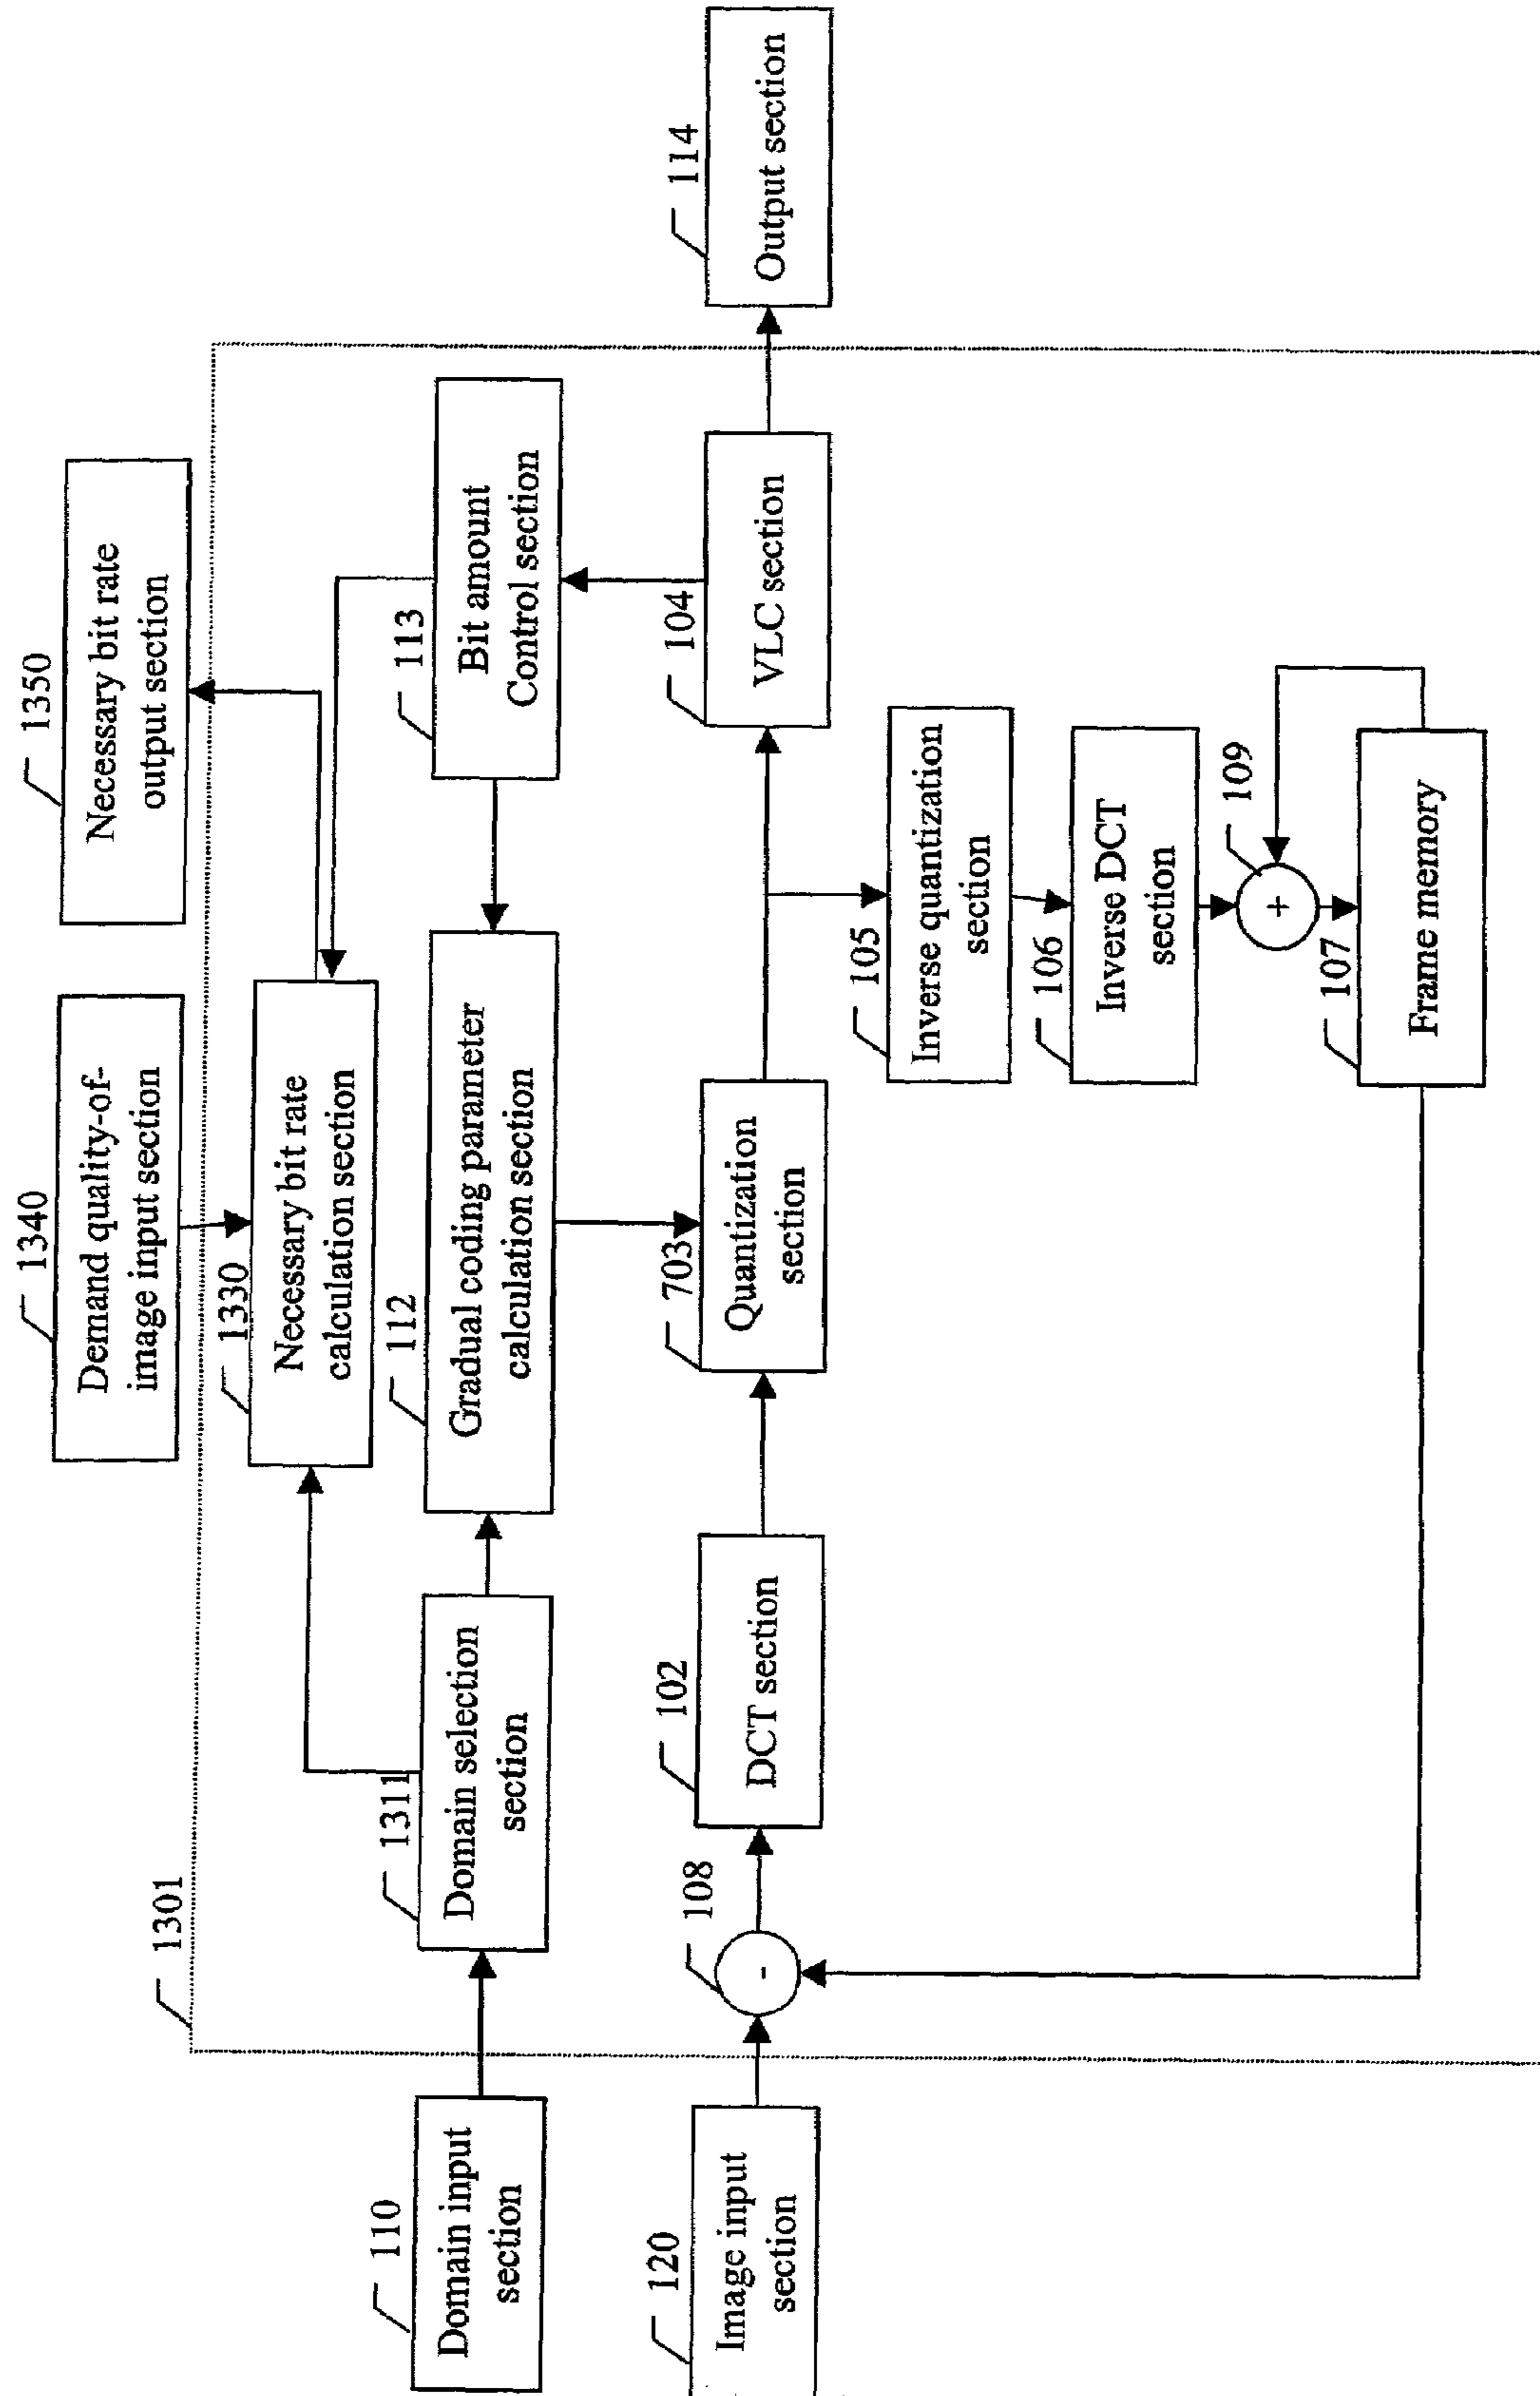 1340
Demand quality-of-
image input section
1350
Necessary bit rate
output section
1301
1330
Necessary bit rate
calculation section
110
Domain input
section
1311
Domain selection
section
112
Gradual coding parameter
calculation section
113
Bit amount
Control section
120
Image input
section
108
-
102
DCT section
703
Quantization
section
104
VLC section
114
Output section
105
Inverse quantization
section
106
Inverse DCT
section
109
+
107
Frame memory